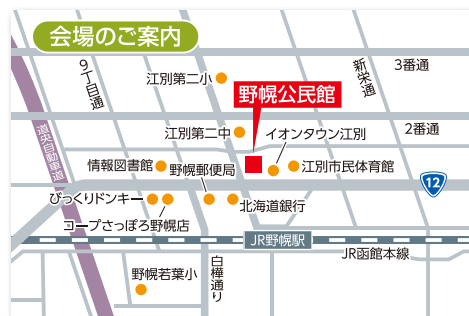 会場のご案内
9丁目通
江別第二小
新栄通
3番通
野幌公民館
道央自動車道
江別第二中
イオンタウン江別
2番通
情報図書館
野幌郵便局
江別市民体育館
12
びっくりドンキー
北海道銀行
コープさっぽろ野幌店
JR野幌駅
JR函館本線
白樺通り
野幌若葉小